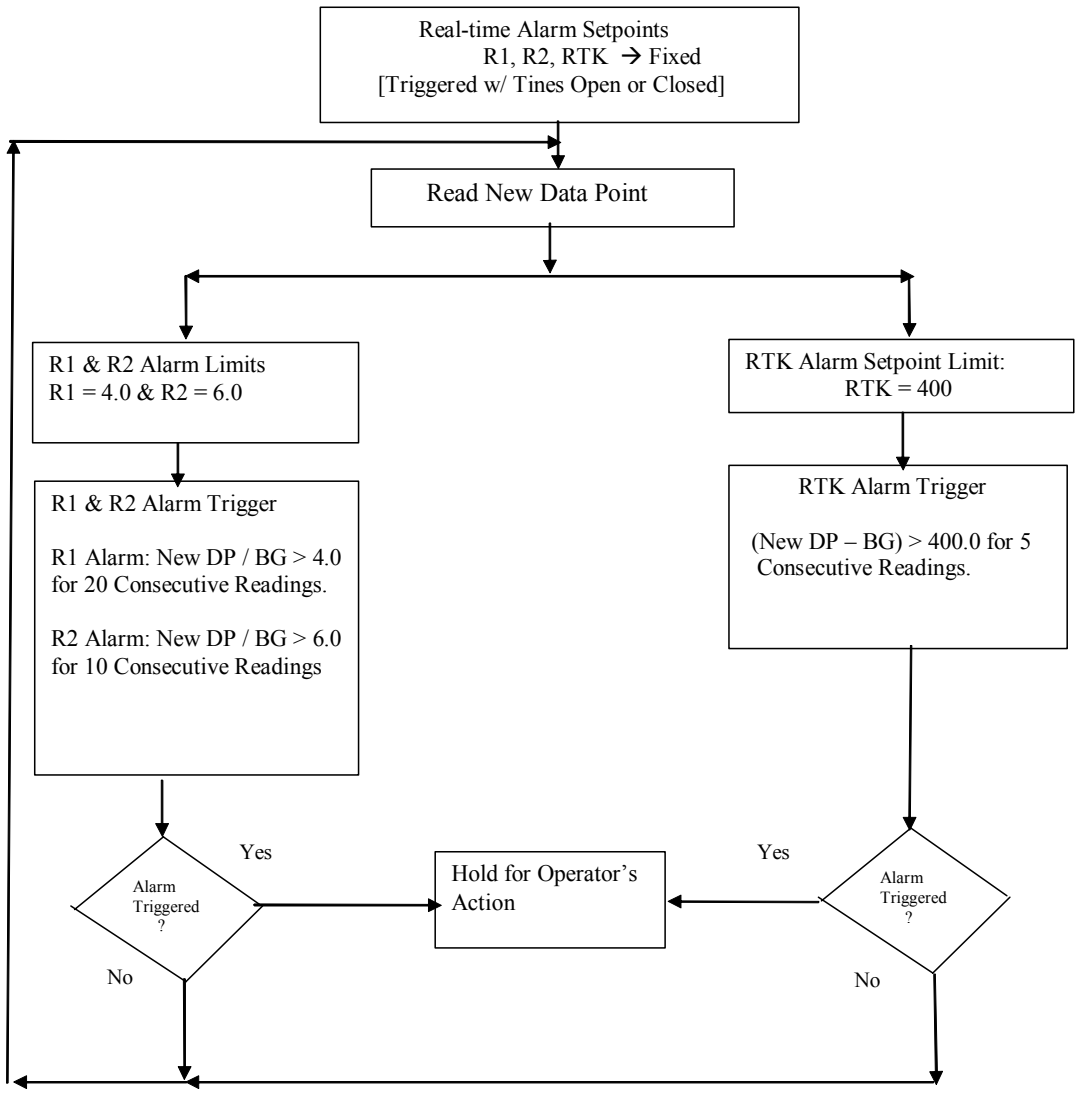 Real-time Alarm Setpoints
R1, R2, RTK → Fixed
[Triggered w/ Tines Open or Closed]
Read New Data Point
R1 & R2 Alarm Limits
R1 = 4.0 & R2 = 6.0
RTK Alarm Setpoint Limit:
RTK = 400
R1 & R2 Alarm Trigger
R1 Alarm: New DP / BG > 4.0
for 20 Consecutive Readings.
R2 Alarm: New DP / BG > 6.0
for 10 Consecutive Readings
RTK Alarm Trigger
(New DP – BG) > 400.0 for 5
Consecutive Readings.
Alarm
Triggered
?
Yes
No
Hold for Operator's
Action
Yes
Alarm
Triggered
?
No